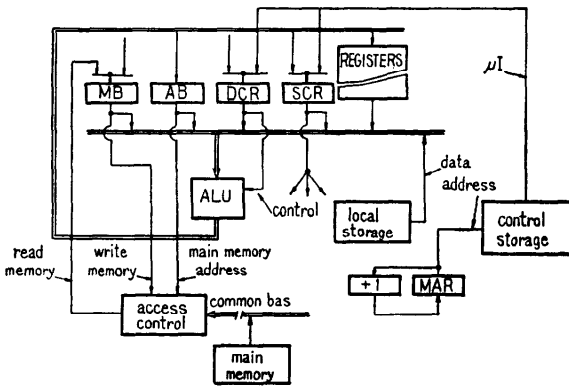 μI
REGISTERS
MB
AB
DCR
SCR
ALU
control
data
address
local
storage
control
storage
read
memory
write
memory
main memory
address
+1
MAR
access
control
common bas
main
memory